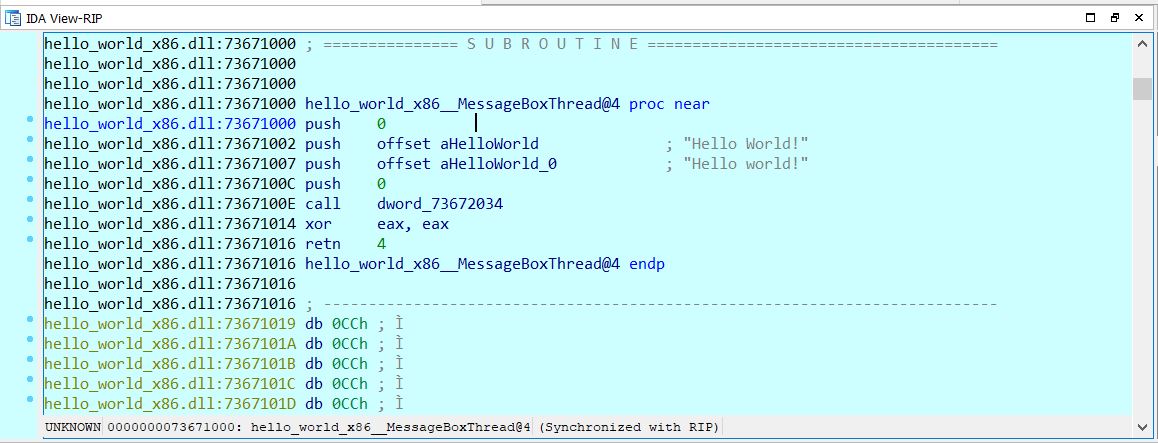 IDA View-RIP
hello_world_x86.dll:73671000 ; =============== S U B R O U T I N E =======================================
hello_world_x86.dll:73671000
hello_world_x86.dll:73671000
hello_world_x86.dll:73671000 hello_world_x86__MessageBoxThread@4 proc near
hello_world_x86.dll:73671000 push    0
hello_world_x86.dll:73671002 push    offset aHelloWorld              ; "Hello World!"
hello_world_x86.dll:73671007 push    offset aHelloWorld_0            ; "Hello world!"
hello_world_x86.dll:7367100C push    0
hello_world_x86.dll:7367100E call    dword_73672034
hello_world_x86.dll:73671014 xor     eax, eax
hello_world_x86.dll:73671016 retn    4
hello_world_x86.dll:73671016 hello_world_x86__MessageBoxThread@4 endp
hello_world_x86.dll:73671016
hello_world_x86.dll:73671016 ; ---------------------------------------------------------------------------
hello_world_x86.dll:73671019 db 0CCh ; Ì
hello_world_x86.dll:7367101A db 0CCh ; Ì
hello_world_x86.dll:7367101B db 0CCh ; Ì
hello_world_x86.dll:7367101C db 0CCh ; Ì
hello_world_x86.dll:7367101D db 0CCh ; Ì
UNKNOWN 0000000073671000: hello_world_x86__MessageBoxThread@4 (Synchronized with RIP)